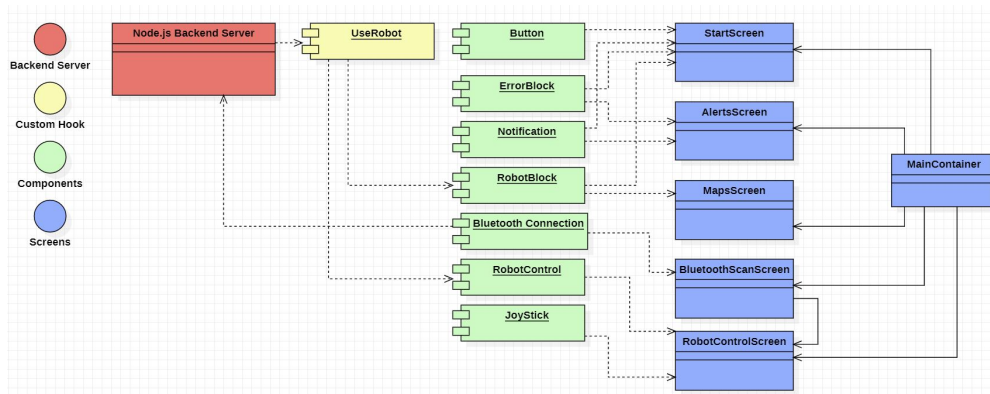 Node.js Backend Server
UseRobot
Button
StartScreen
Backend Server
ErrorBlock
AlertsScreen
Custom Hook
Notification
MainContainer
Components
RobotBlock
MapsScreen
Screens
Bluetooth Connection
RobotControl
BluetoothScanScreen
JoyStick
RobotControlScreen